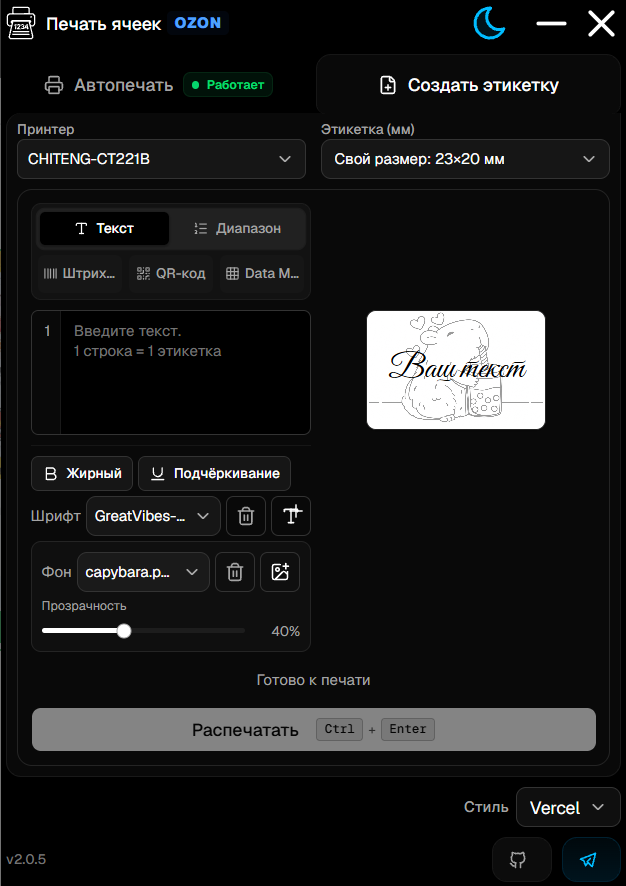 1234
Печать ячеек OZON
Автопечать Работает
Создать этикетку
Принтер
Этикетка (мм)
CHITENG-CT221B
Свой размер: 23×20 мм
Текст
Диапазон
Штрих...
QR-код
Data M...
1
Введите текст.
1 строка = 1 этикетка
Ваш текст
Жирный
Подчёркивание
Шрифт GreatVibes-...
Фон capybara.p...
Прозрачность
40%
Готово к печати
Распечатать Ctrl + Enter
Стиль Vercel
v2.0.5